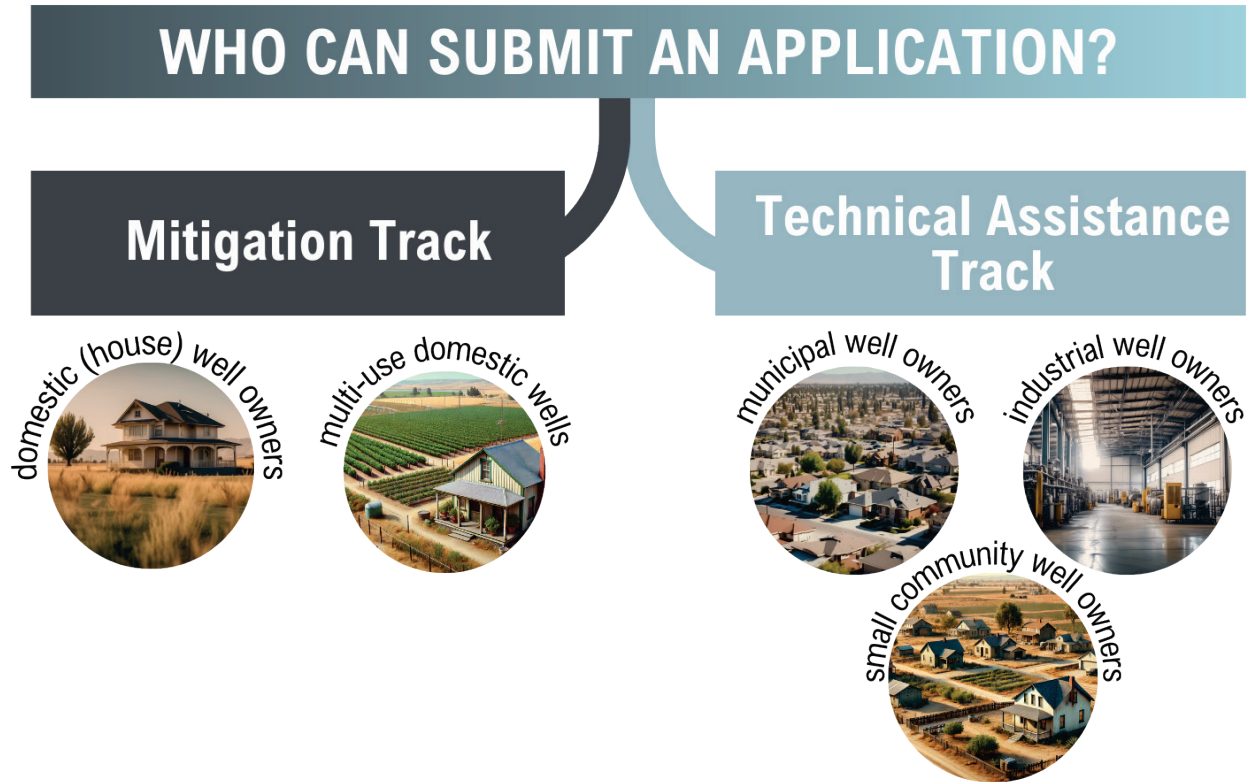 WHO CAN SUBMIT AN APPLICATION?
Mitigation Track
Technical Assistance
Track
domestic (house) well owners
multi-use domestic wells
municipal well owners
industrial well owners
small community well owners